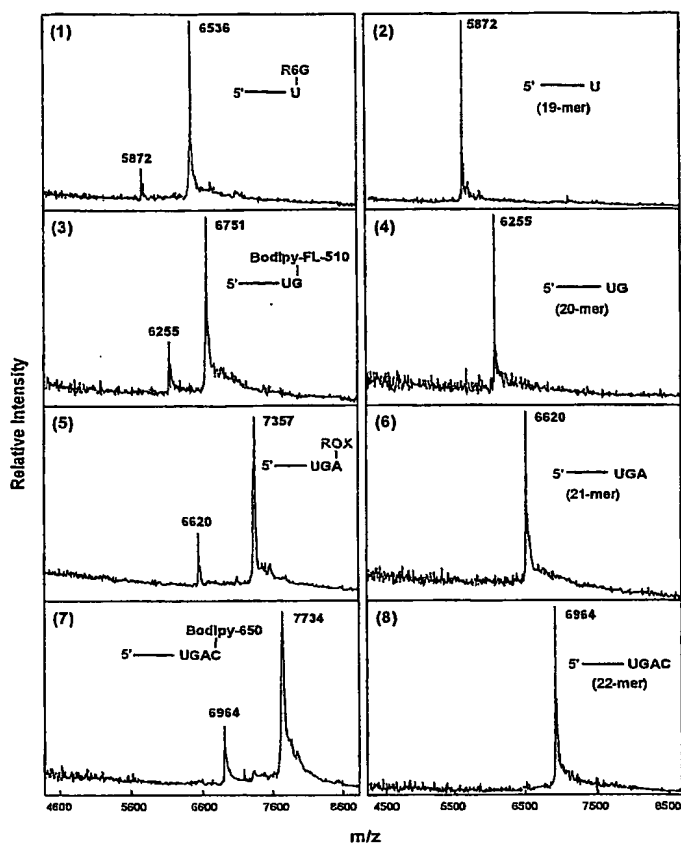 (1)
6536
R6G
5' U
5872
(2)
5872
5' U
(19-mer)
(3)
6751
Bodipy-FL-510
5' UG
6255
(4)
6255
5' UG
(20-mer)
(5)
7357
ROX
5' UGA
6620
(6)
6620
5' UGA
(21-mer)
(7)
7734
Bodipy-650
5' UGAC
6964
(8)
6964
5' UGAC
(22-mer)
Relative Intensity
4600 5600 6600 7600 8600
4500 5500 6500 7500 8500
m/z